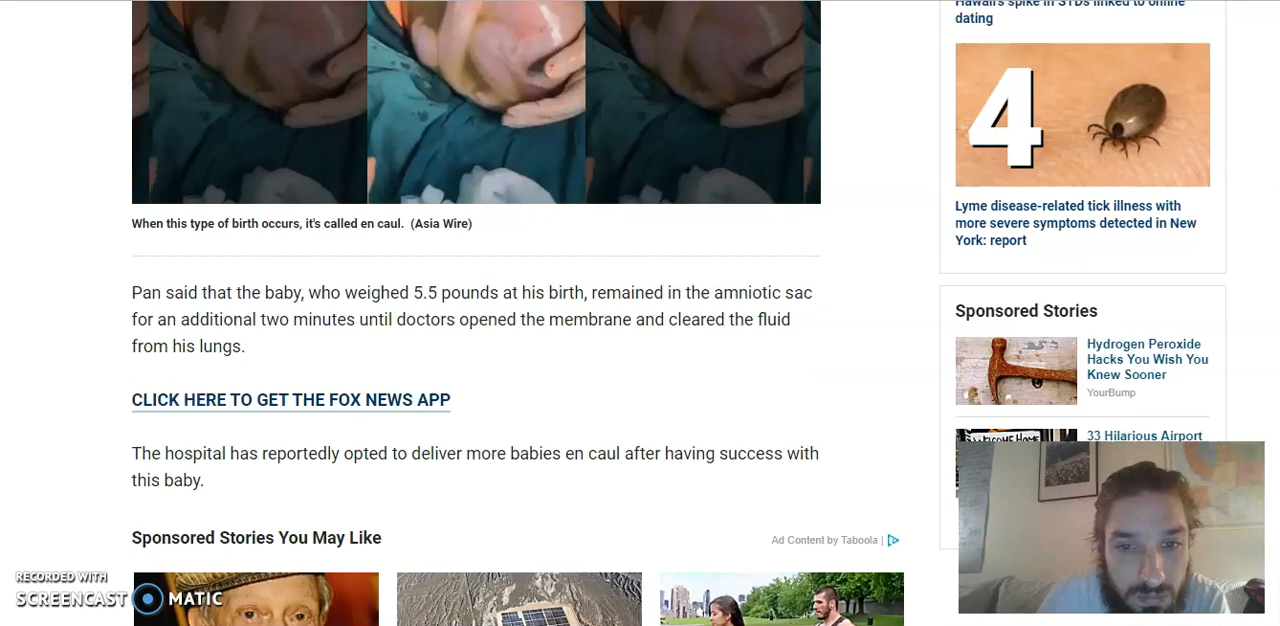 Hawaii's spike in STDs linked to online
dating
4
Lyme disease-related tick illness with
more severe symptoms detected in New
York: report
When this type of birth occurs, it's called en caul. (Asia Wire)
Pan said that the baby, who weighed 5.5 pounds at his birth, remained in the amniotic sac
for an additional two minutes until doctors opened the membrane and cleared the fluid
from his lungs.
CLICK HERE TO GET THE FOX NEWS APP
The hospital has reportedly opted to deliver more babies en caul after having success with
this baby.
Sponsored Stories
Hydrogen Peroxide
Hacks You Wish You
Knew Sooner
YourBump
WELCOME HOME
33 Hilarious Airport
Sponsored Stories You May Like
Ad Content by Taboola |
RECORDED WITH
SCREENCAST MATIC